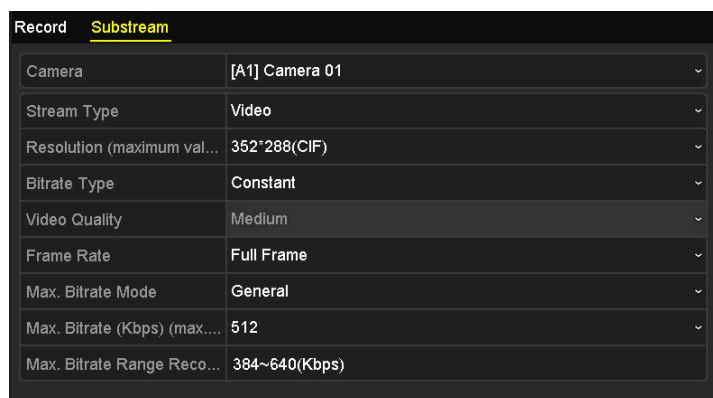 Record Substream
Camera [A1] Camera 01
Stream Type Video
Resolution (maximum val... 352*288(CIF)
Bitrate Type Constant
Video Quality Medium
Frame Rate Full Frame
Max. Bitrate Mode General
Max. Bitrate (Kbps) (max.... 512
Max. Bitrate Range Reco... 384~640(Kbps)